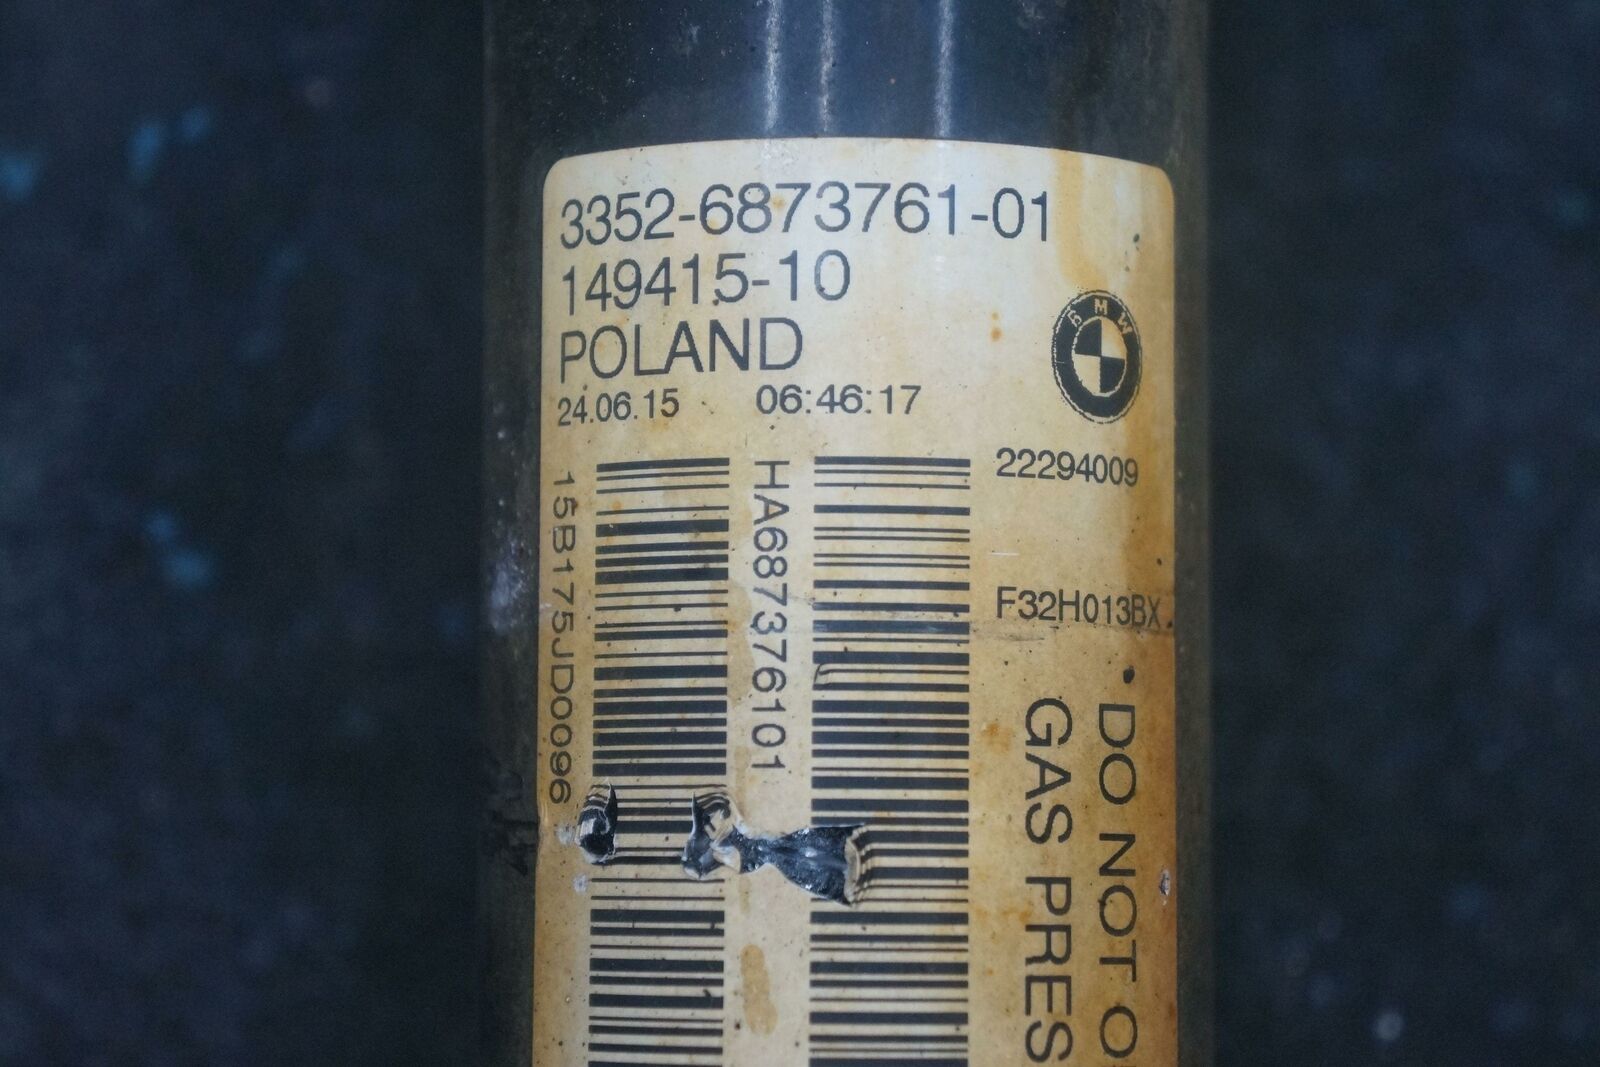 3352-6873761-01
149415-10
POLAND
24.06.15 06:46:17
BMW
22294009
15B175JD0096
HA687376101
F32H013BX
DO NOT
GAS PRES